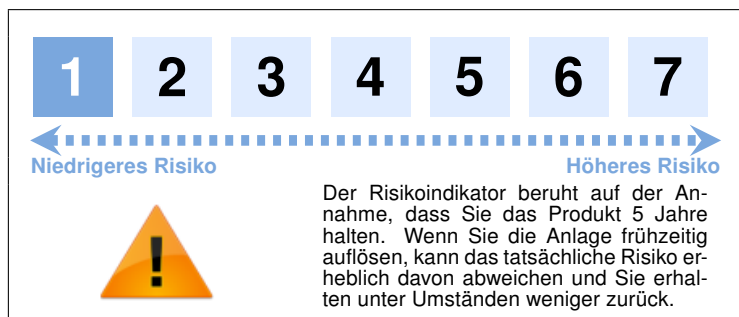 1 2 3 4 5 6 7
Niedrigeres Risiko Höheres Risiko
Der Risikoindikator beruht auf der An-
nahme, dass Sie das Produkt 5 Jahre
halten. Wenn Sie die Anlage frühzeitig
auflösen, kann das tatsächliche Risiko er-
heblich davon abweichen und Sie erhal-
ten unter Umständen weniger zurück.